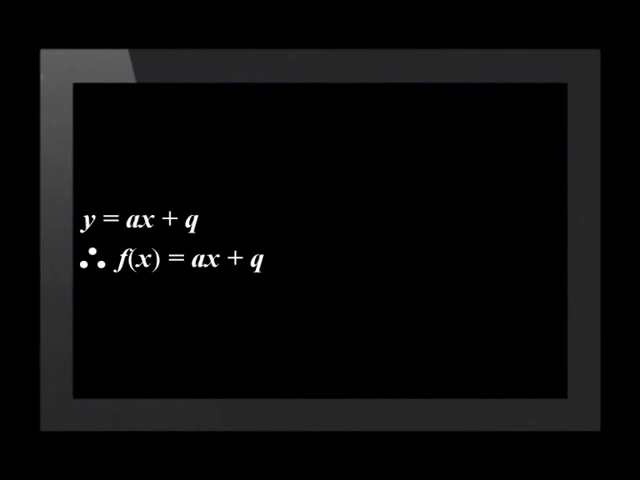 y = ax + q
∴ f(x) = ax + q